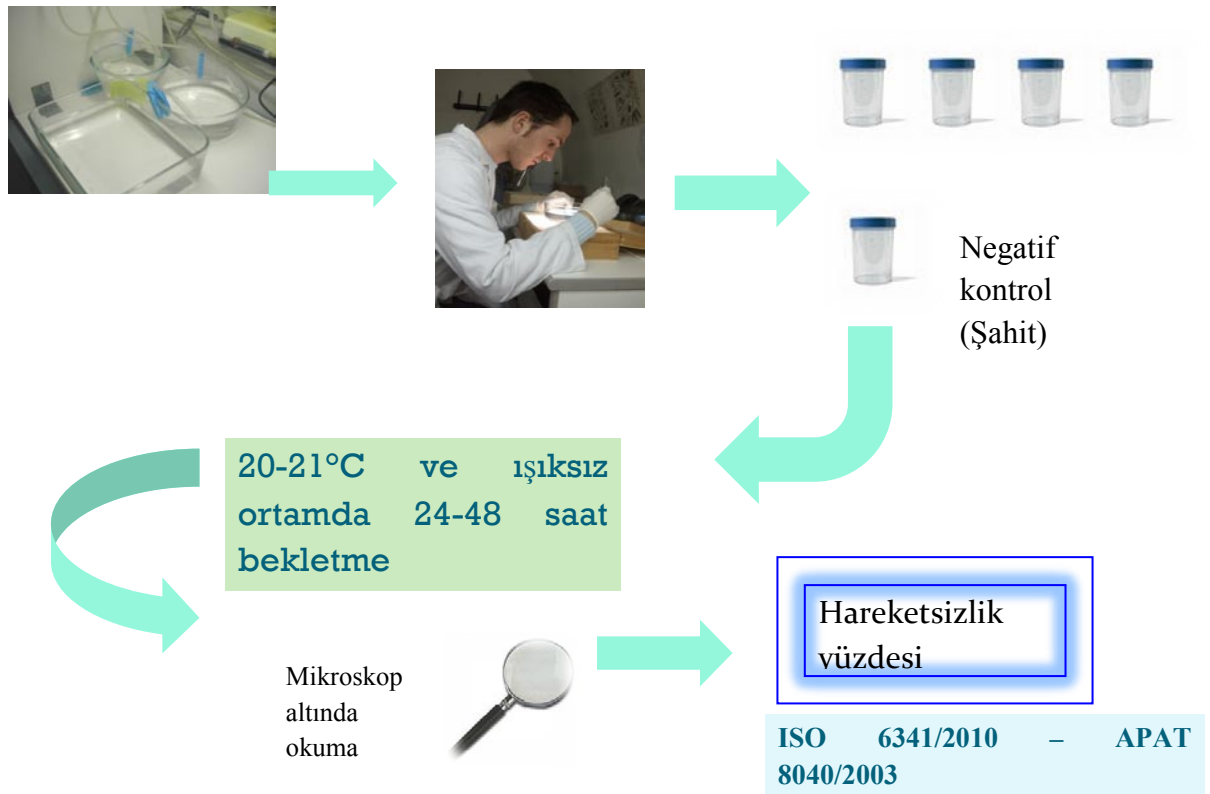 Negatif
kontrol
(Şahit)
20-21°C ve ışıksız
ortamda 24-48 saat
bekletme
Mikroskop
altında
okuma
Hareketsizlik
yüzdesi
ISO 6341/2010 – APAT
8040/2003